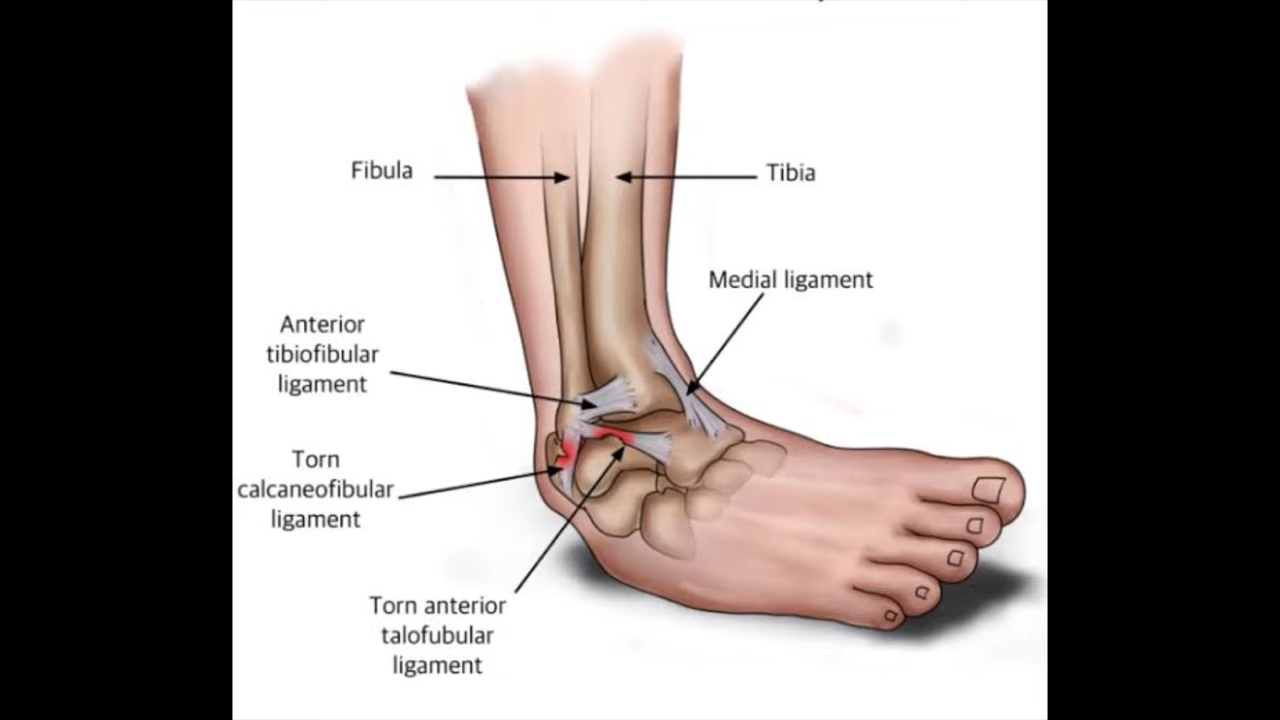 Fibula
Tibia
Medial ligament
Anterior
tibiofibular
ligament
Torn
calcaneofibular
ligament
Torn anterior
talofubular
ligament